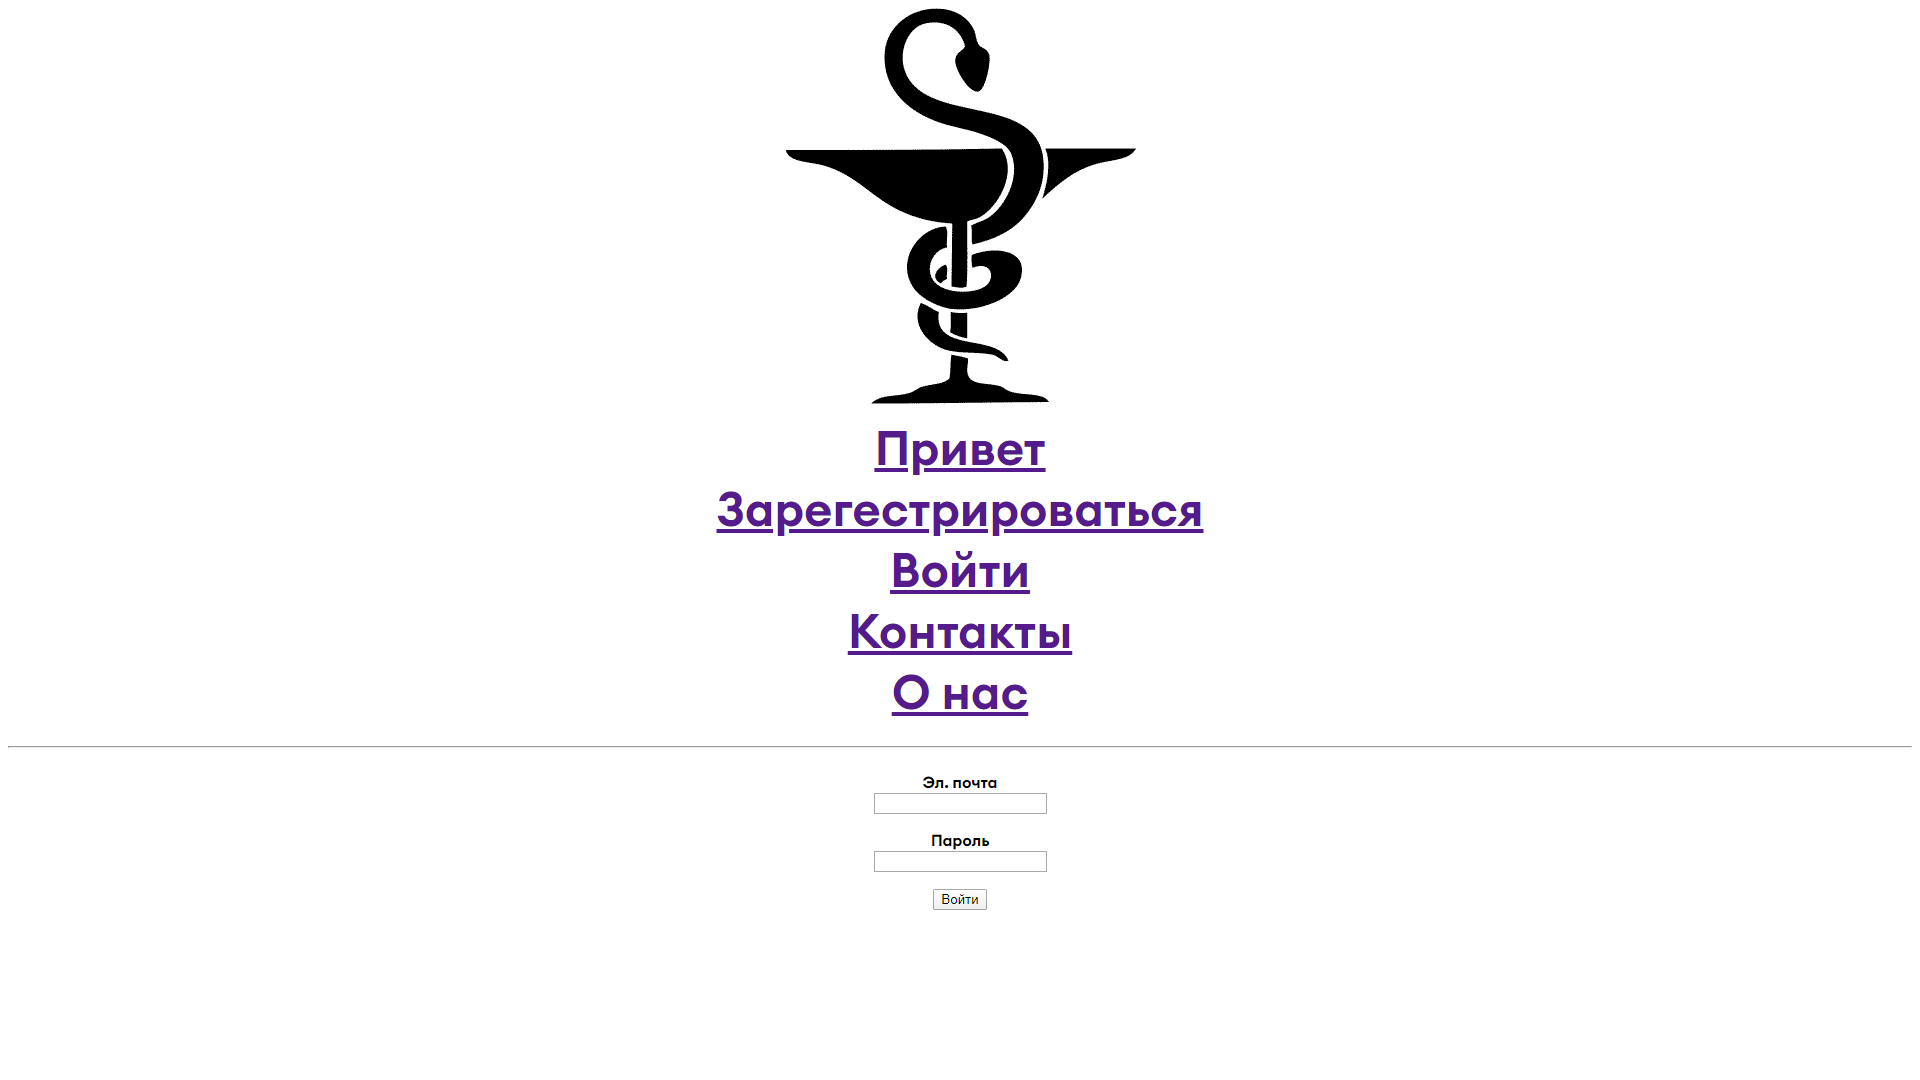 Привет
Зарегестрироваться
Войти
Контакты
О нас
Эл. почта
Пароль
Войти